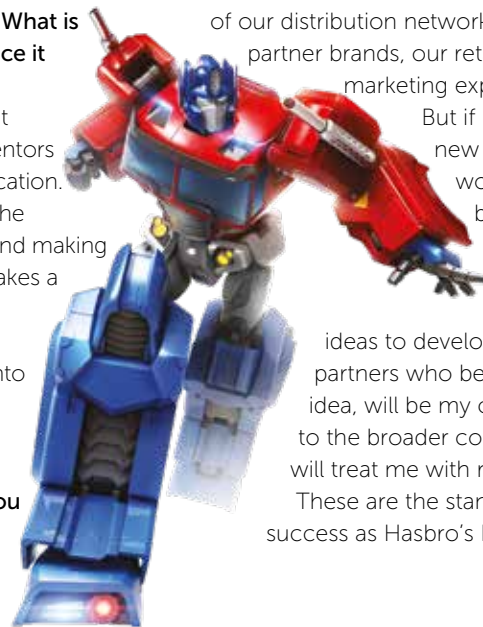 What is
ce it
t
entors
cation.
he
nd making
akes a
nto
ou
of our distribution network
partner brands, our ret
marketing exp
But if
new
wo
b
ideas to develo
partners who be
idea, will be my c
to the broader co
will treat me with r
These are the stan
success as Hasbro's